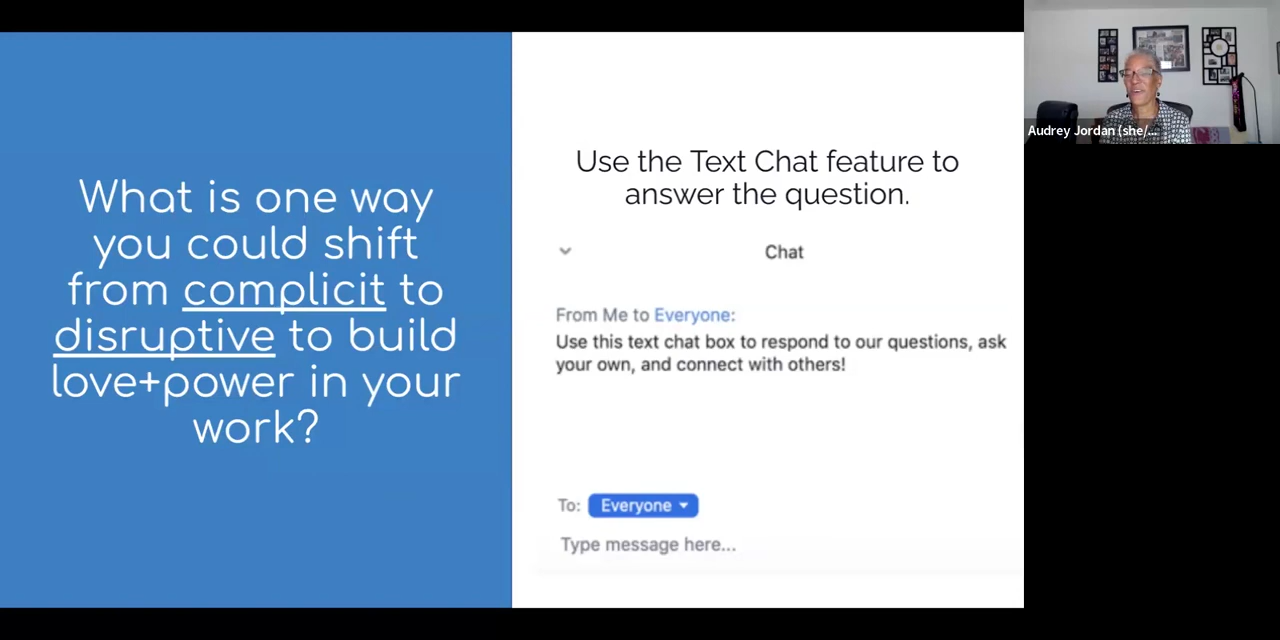 What is one way
you could shift
from complicit to
disruptive to build
love+power in your
work?
Use the Text Chat feature to
answer the question.
Chat
From Me to Everyone:
Use this text chat box to respond to our questions, ask
your own, and connect with others!
To: Everyone
Type message here...
Audrey Jordan (she/...